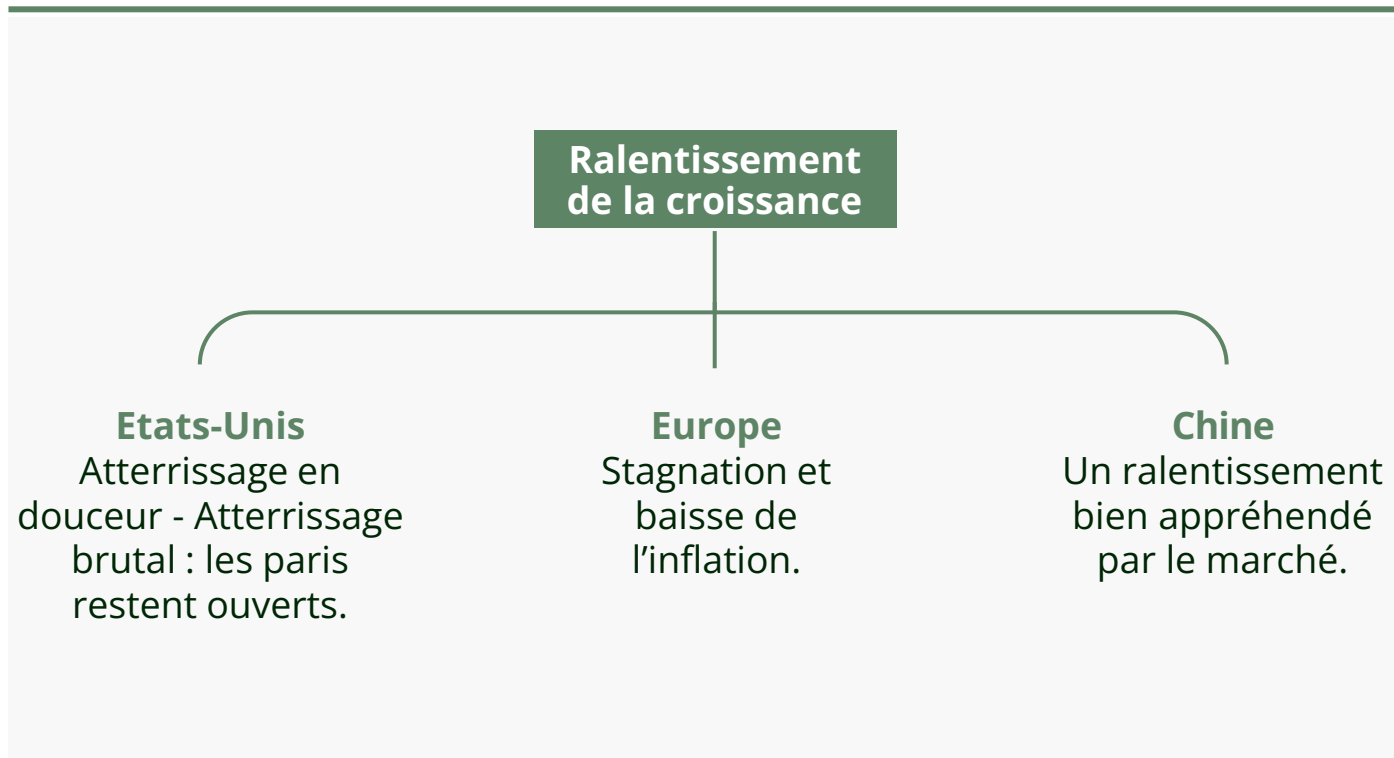 Ralentissement
de la croissance
Etats-Unis
Atterrissage en
douceur - Atterrissage
brutal : les paris
restent ouverts.
Europe
Stagnation et
baisse de
l’inflation.
Chine
Un ralentissement
bien appréhendé
par le marché.